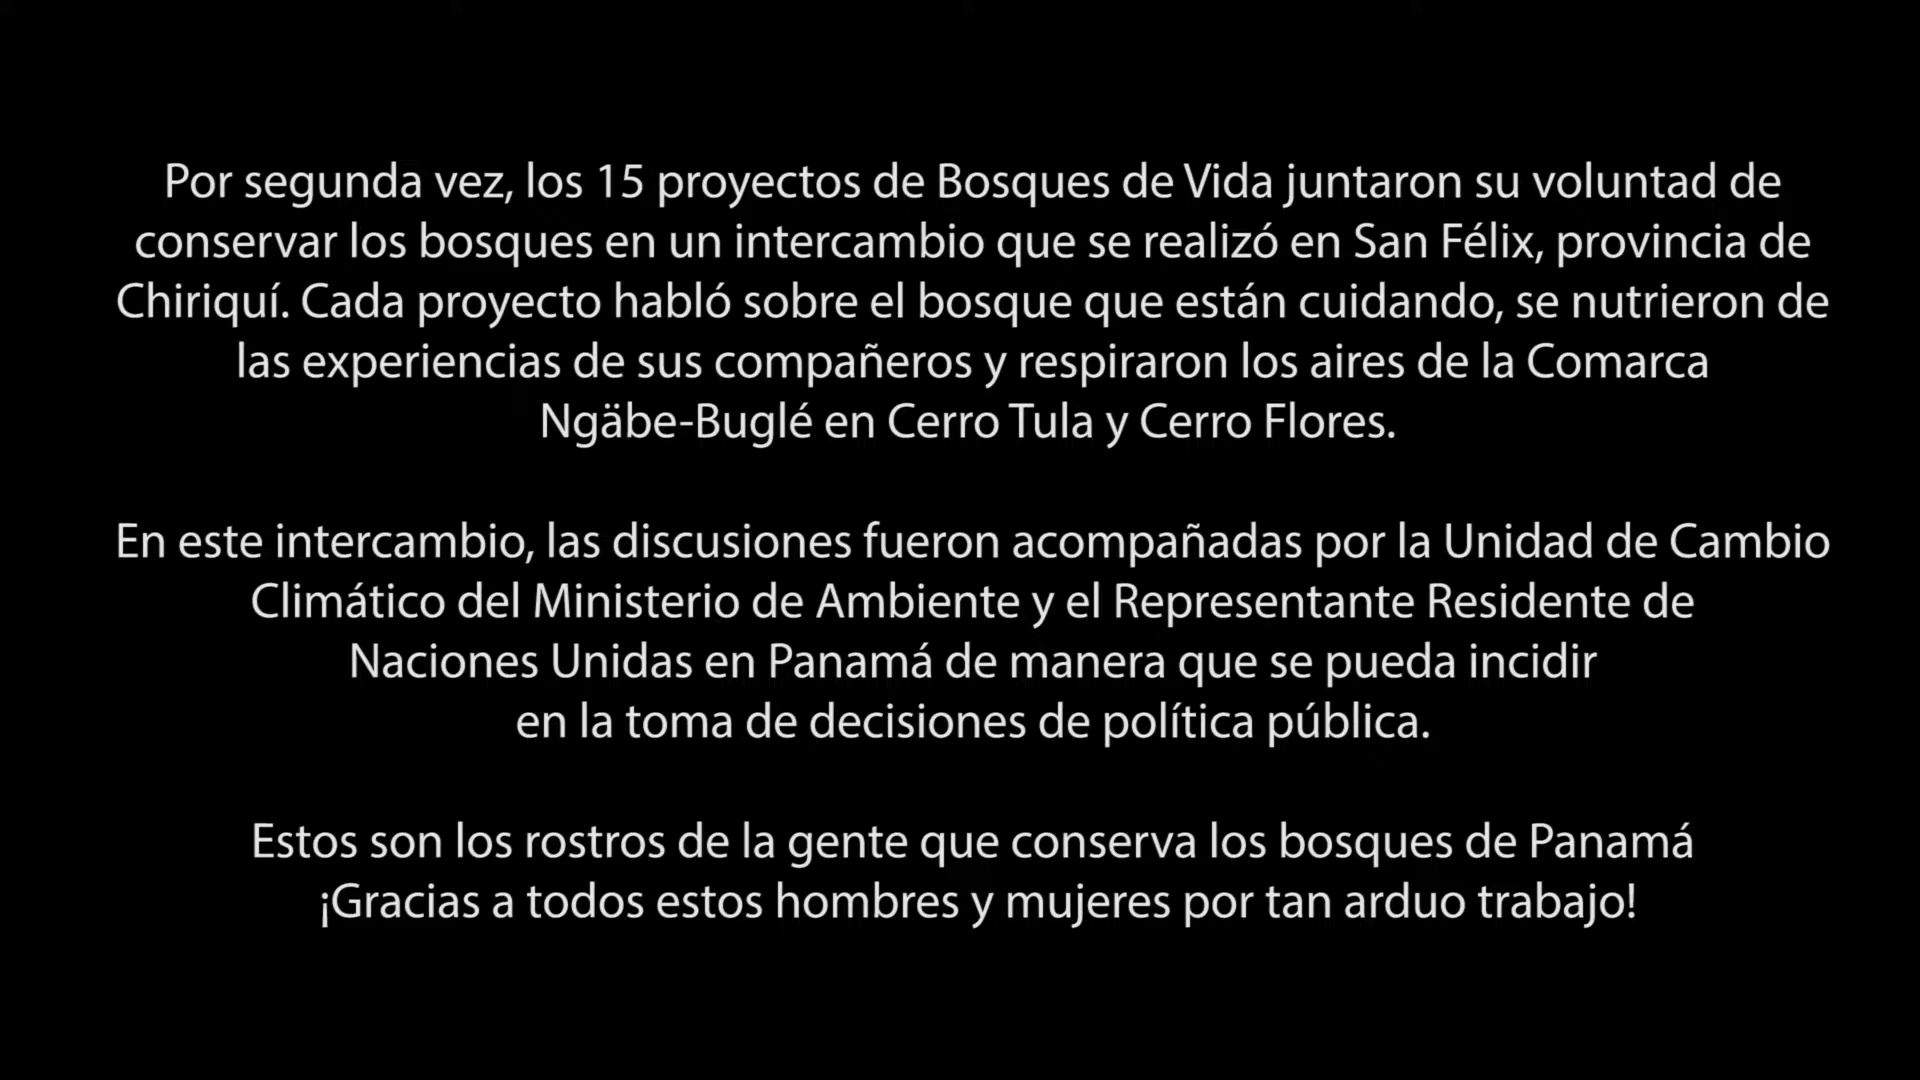 Por segunda vez, los 15 proyectos de Bosques de Vida juntaron su voluntad de
conservar los bosques en un intercambio que se realizó en San Félix, provincia de
Chiriquí. Cada proyecto habló sobre el bosque que están cuidando, se nutrieron de
las experiencias de sus compañeros y respiraron los aires de la Comarca
Ngäbe-Buglé en Cerro Tula y Cerro Flores.
En este intercambio, las discusiones fueron acompañadas por la Unidad de Cambio
Climático del Ministerio de Ambiente y el Representante Residente de
Naciones Unidas en Panamá de manera que se pueda incidir
en la toma de decisiones de política pública.
Estos son los rostros de la gente que conserva los bosques de Panamá
¡Gracias a todos estos hombres y mujeres por tan arduo trabajo!